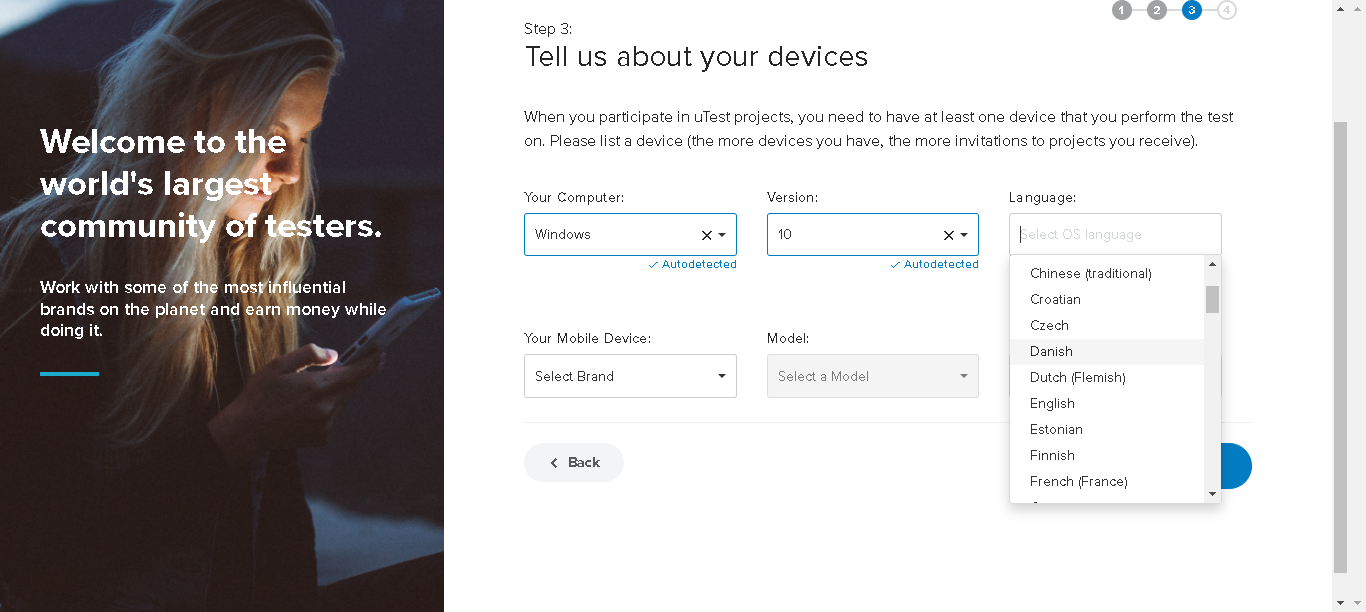 Welcome to the
world's largest
community of testers.
Work with some of the most influential
brands on the planet and earn money while
doing it.
1 2 3 4
Step 3:
Tell us about your devices
When you participate in uTest projects, you need to have at least one device that you perform the test
on. Please list a device (the more devices you have, the more invitations to projects you receive).
Your Computer: Version: Language:
Windows 10 Select OS language
Autodetected Autodetected
Chinese (traditional)
Croatian
Czech
Danish
Dutch (Flemish)
English
Estonian
Finnish
French (France)
Your Mobile Device: Model:
Select Brand Select a Model
Back